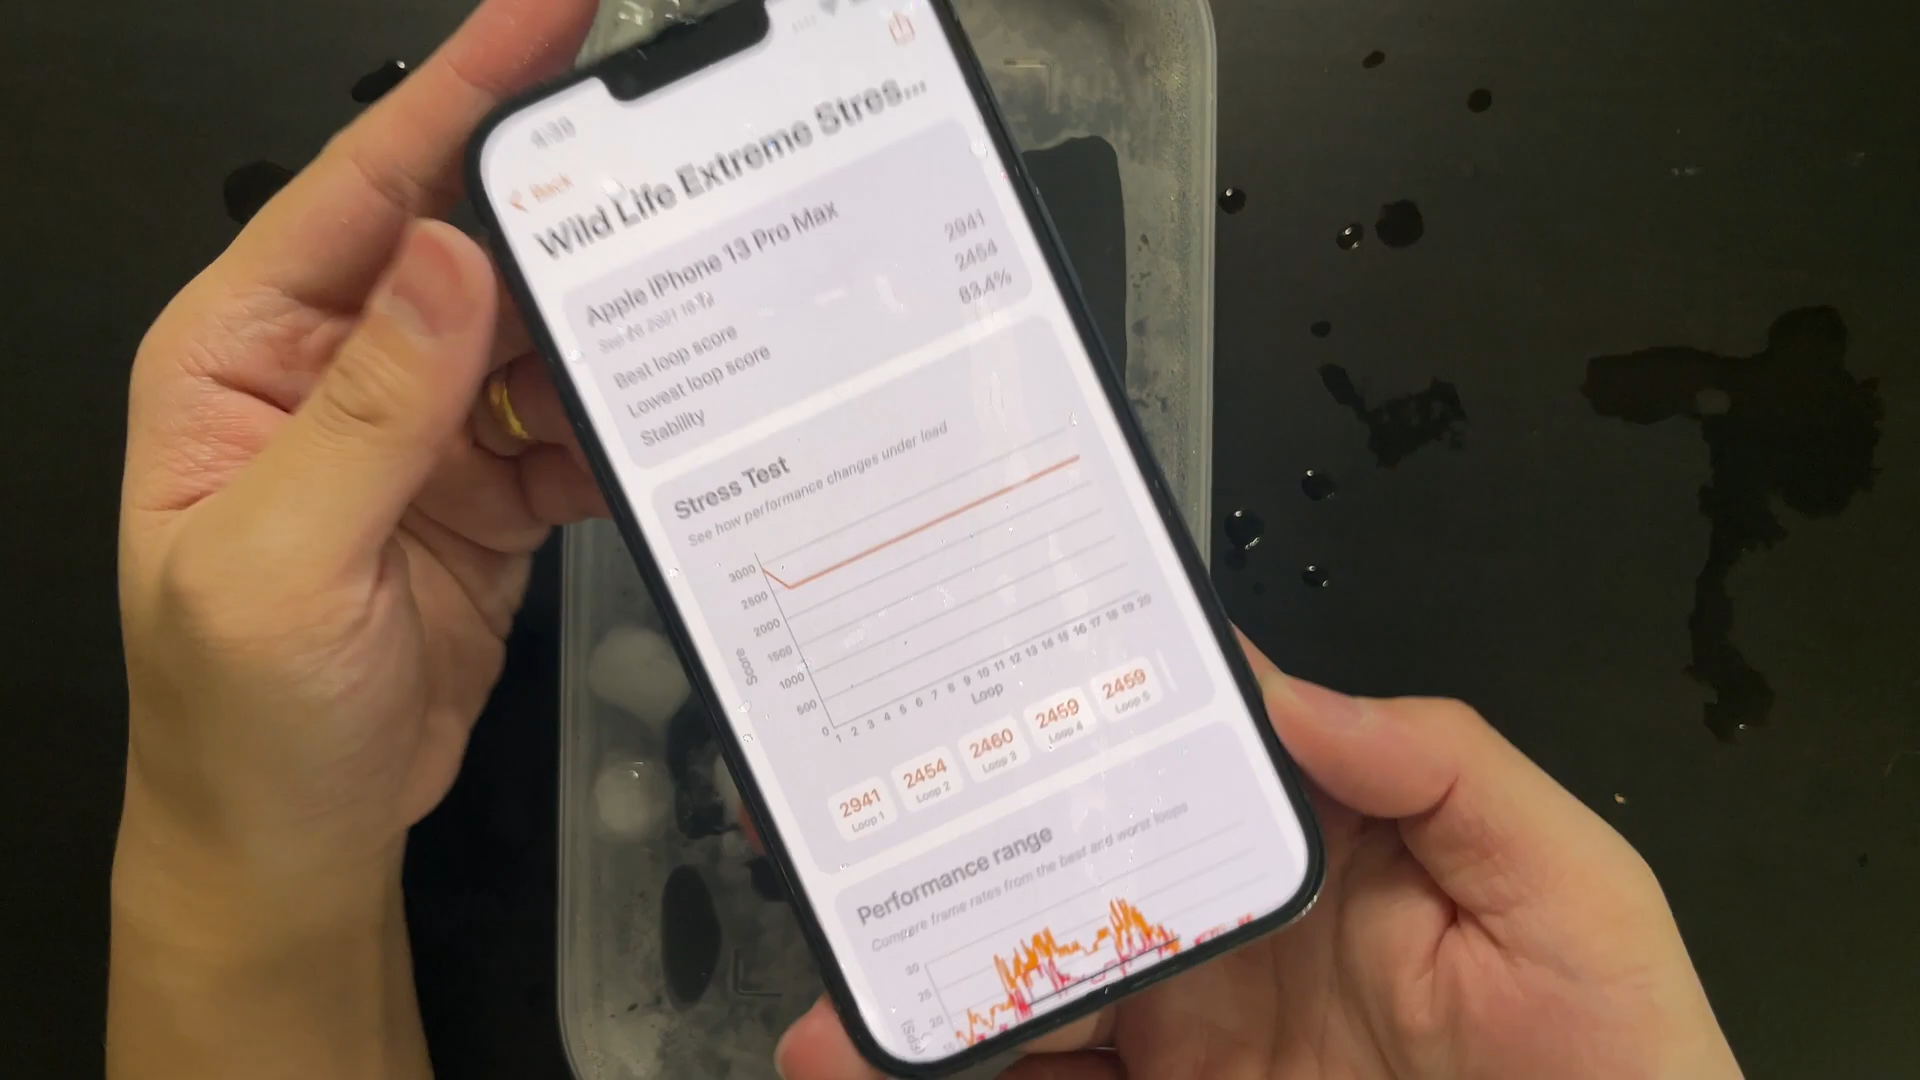 Back
Wild Life Extreme Stres...
Apple iPhone 13 Pro Max
Best loop score 2941
Lowest loop score 2454
Stability 83.4%
Stress Test
See how performance changes under load
3000
2500
2000
1500
1000
500
0
Score
1 2 3 4 5 6 7 8 9 10 11 12 13 14 15 16 17 18 19 20
Loop
2941 2454 2460 2459 2459
Loop 1 Loop 2 Loop 3 Loop 4 Loop 5
Performance range
Compare frame rates from the best and worst loops
30
25
20